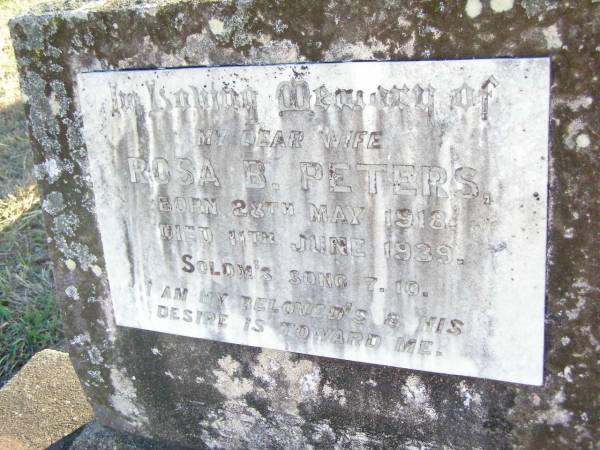 In Loving Memory of
MY DEAR WIFE
ROSA B. PETERS,
BORN 28TH MAY 1918.
DIED 11TH JUNE 1939.
SOLOM'S SONG 7.10.
I AM MY BELOVED'S & HIS
DESIRE IS TOWARD ME.